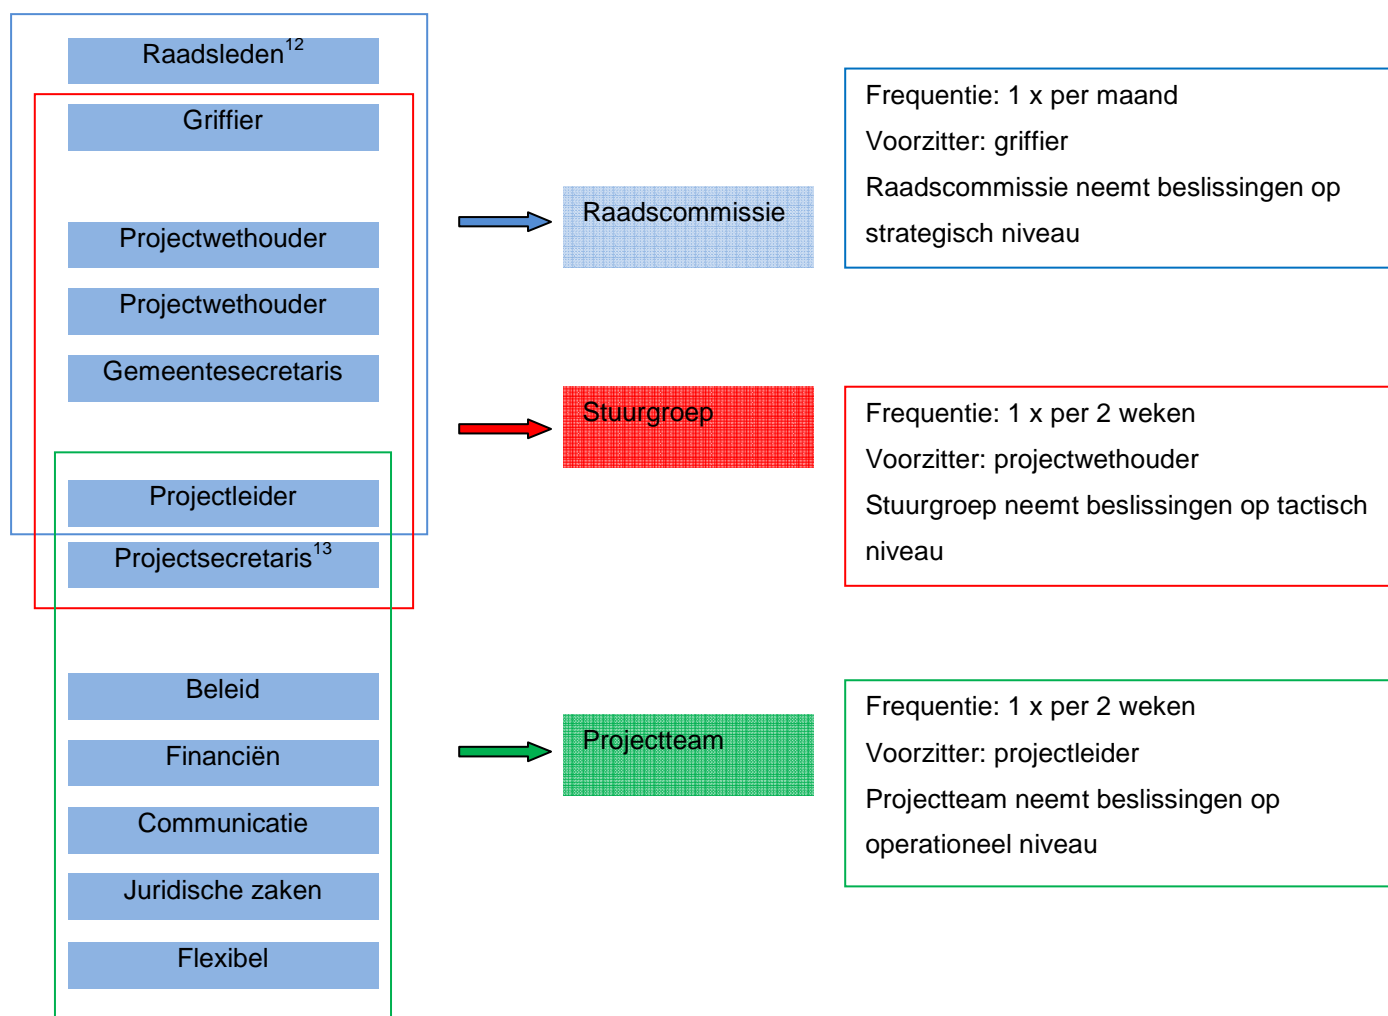 Raadsleden12
Griffier
Projectwethouder
Projectwethouder
Gemeentesecretaris
Projectleider
Projectsecretaris13
Beleid
Financiën
Communicatie
Juridische zaken
Flexibel
Raadscommissie
Stuurgroep
Projectteam
Frequentie: 1 x per maand
Voorzitter: griffier
Raadscommissie neemt beslissingen op
strategisch niveau
Frequentie: 1 x per 2 weken
Voorzitter: projectwethouder
Stuurgroep neemt beslissingen op tactisch
niveau
Frequentie: 1 x per 2 weken
Voorzitter: projectleider
Projectteam neemt beslissingen op
operationeel niveau